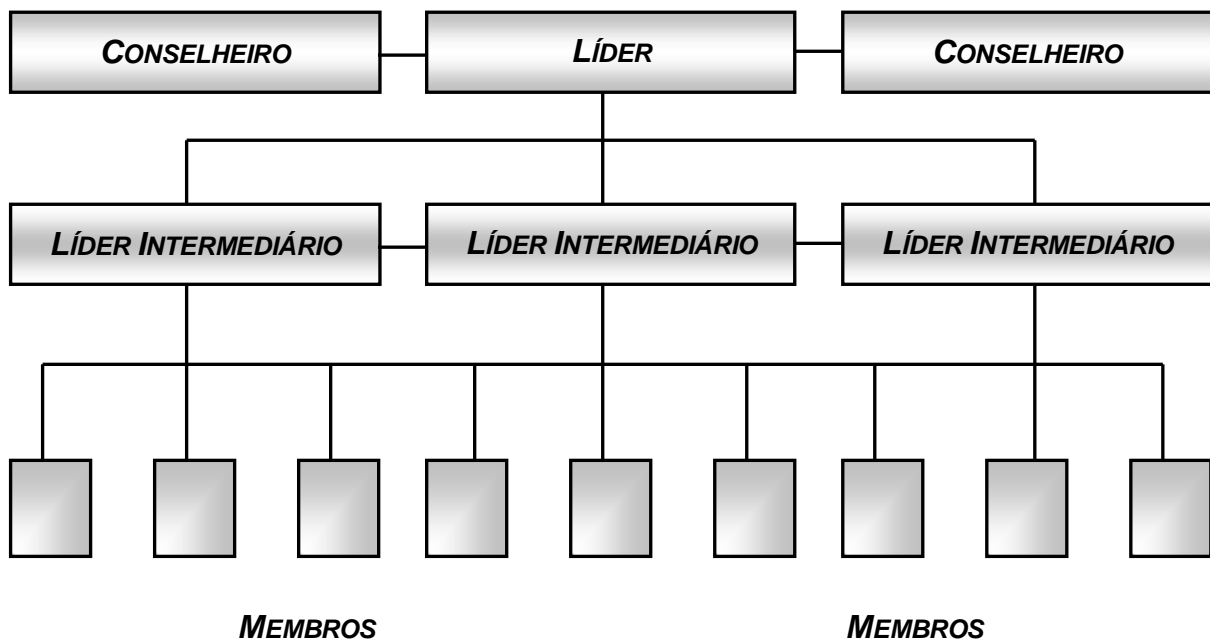 CONSELHEIRO LÍDER CONSELHEIRO
LÍDER INTERMEDIÁRIO LÍDER INTERMEDIÁRIO LÍDER INTERMEDIÁRIO
MEMBROS MEMBROS